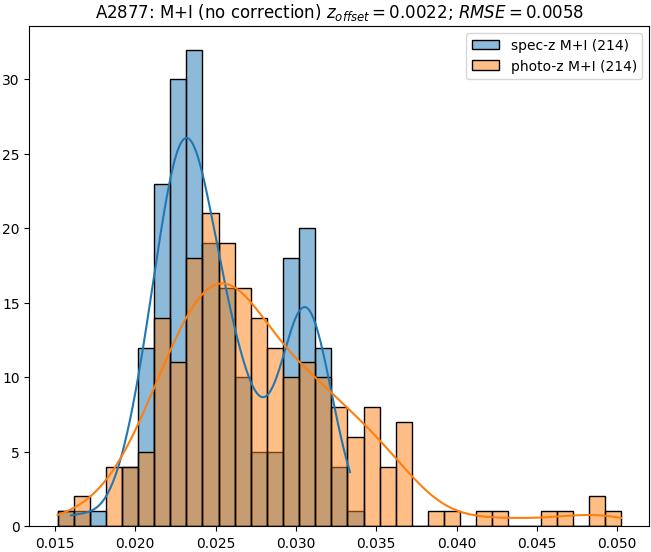 A2877: M+I (no correction) z_offset = 0.0022; RMSE = 0.0058
spec-z M+I (214)
photo-z M+I (214)
30
25
20
15
10
5
0
0.015 0.020 0.025 0.030 0.035 0.040 0.045 0.050